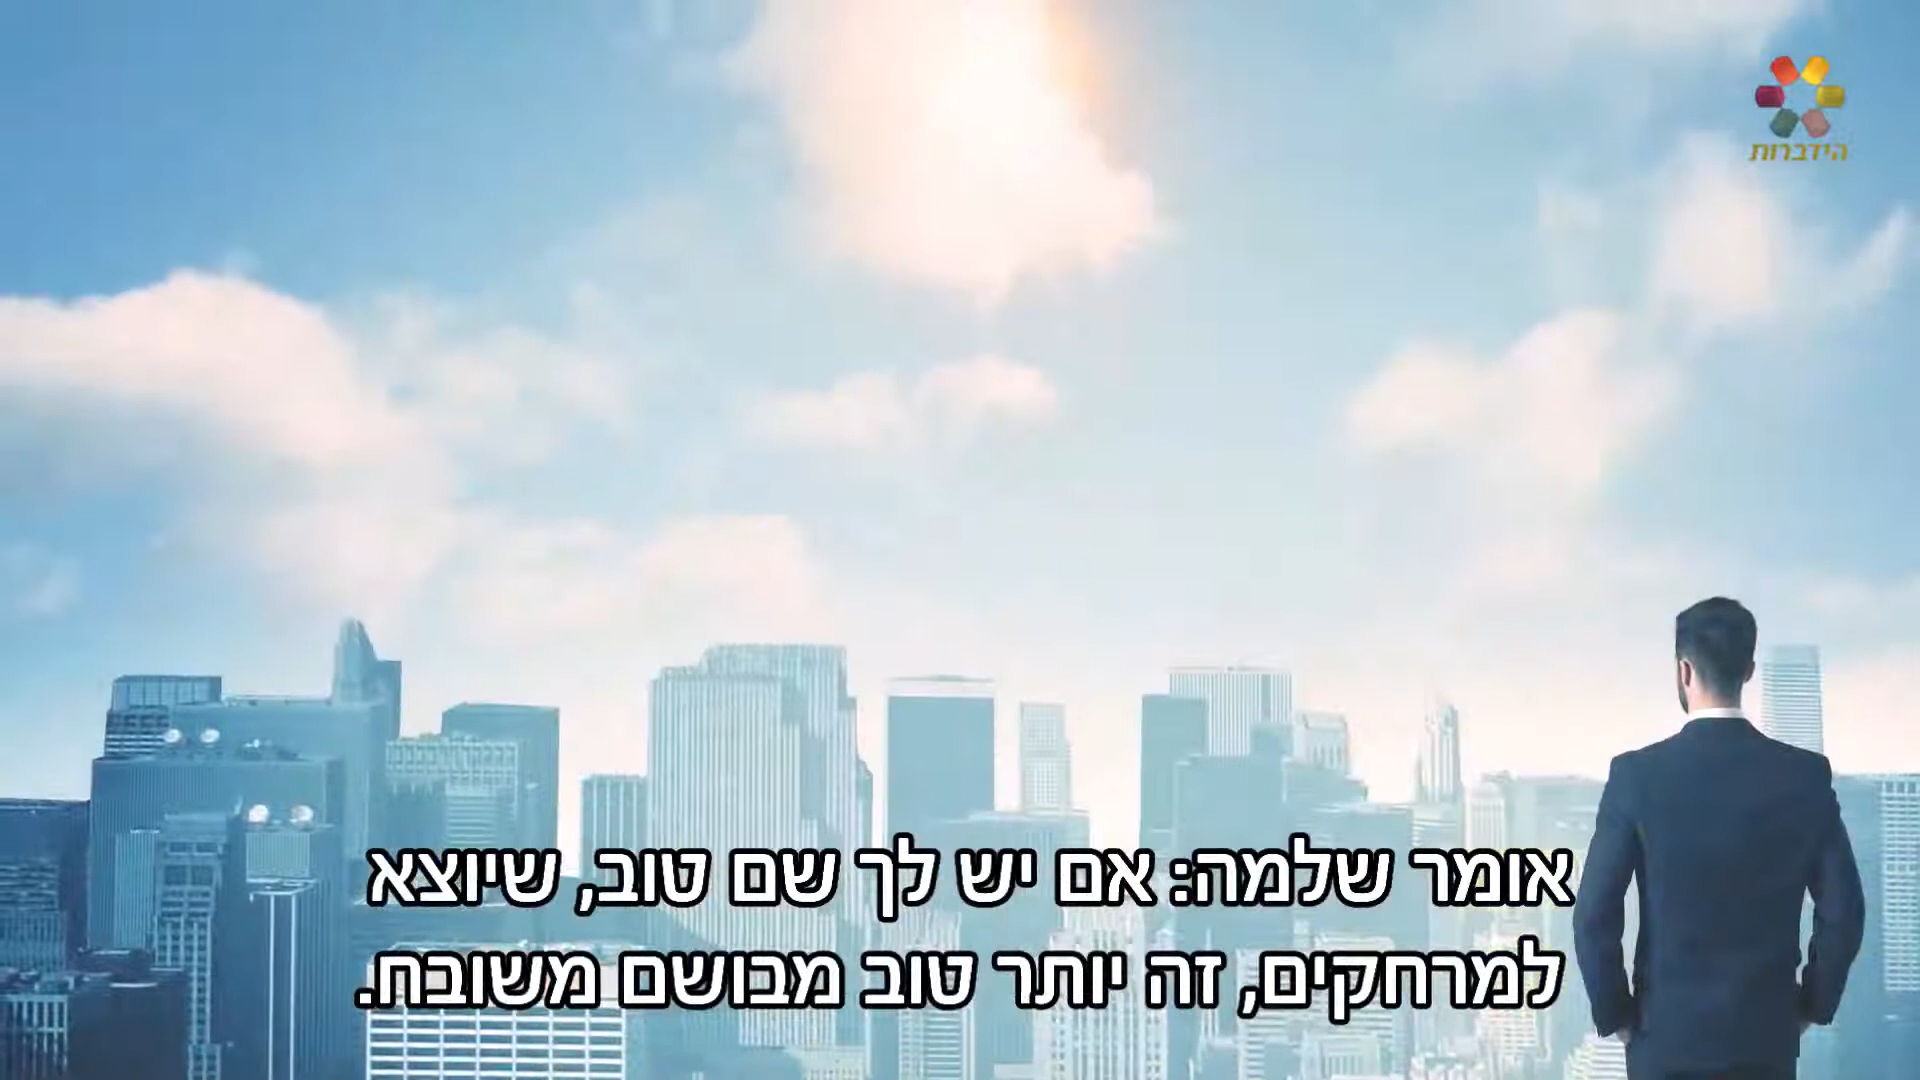 הידברות
אומר שלמה: אם יש לך שם טוב, שיוצא
למרחקים, זה יותר טוב מבושם משובח.